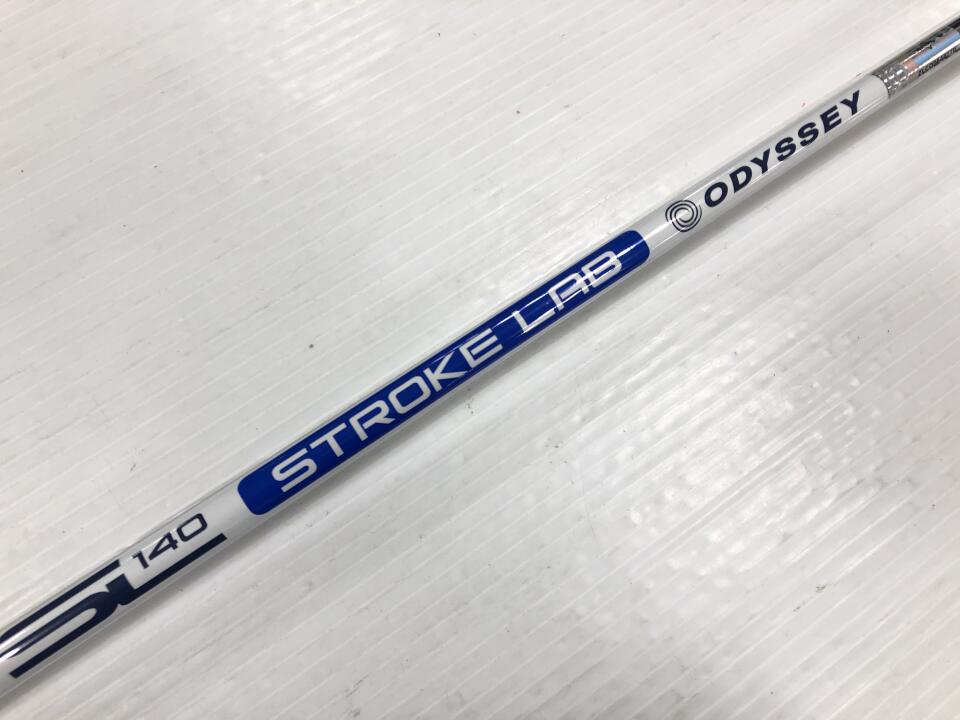 SL 140
STROKE LAB
ODYSSEY